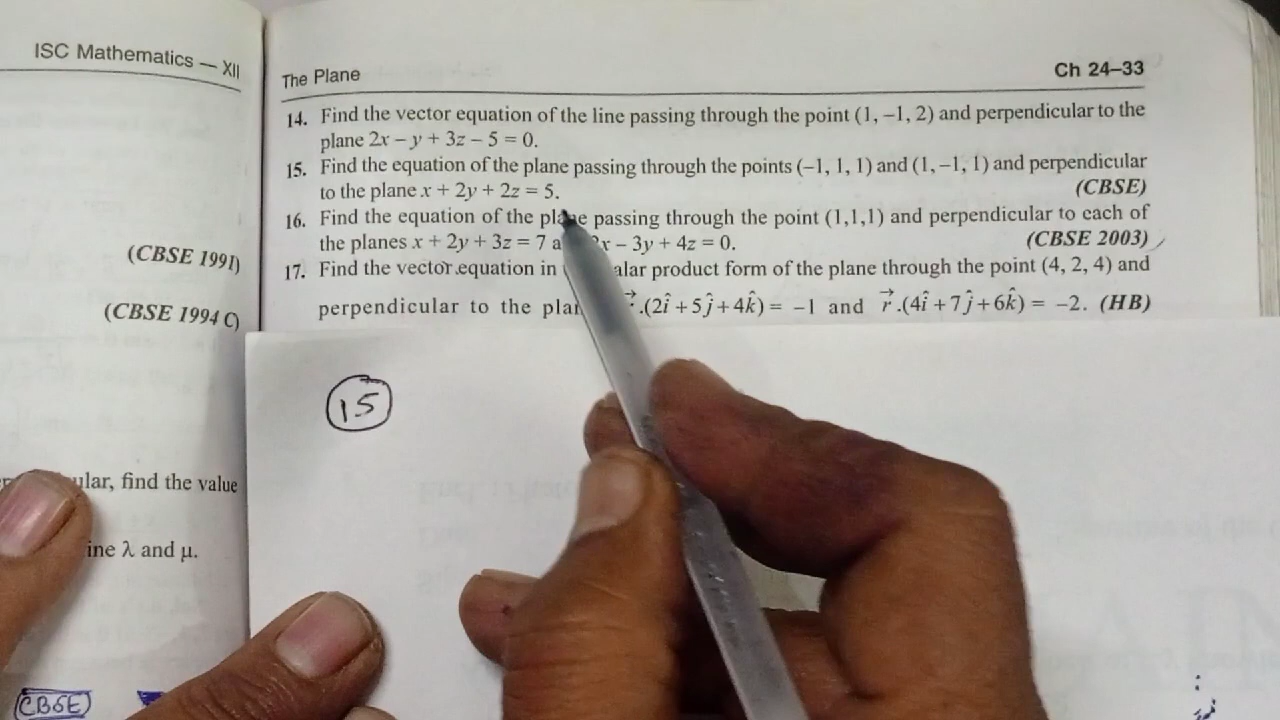 ISC Mathematics — XII
(CBSE 1991)
(CBSE 1994 C)
ular, find the value
ine λ and μ.
CBSE
The Plane
Ch 24–33
14. Find the vector equation of the line passing through the point (1, –1, 2) and perpendicular to the
plane 2x – y + 3z – 5 = 0.
15. Find the equation of the plane passing through the points (–1, 1, 1) and (1, –1, 1) and perpendicular
to the plane x + 2y + 2z = 5. (CBSE)
16. Find the equation of the plane passing through the point (1,1,1) and perpendicular to each of
the planes x + 2y + 3z = 7 a x – 3y + 4z = 0. (CBSE 2003)
17. Find the vector equation in alar product form of the plane through the point (4, 2, 4) and
perpendicular to the plan r⃗.(2î + 5ĵ + 4k̂) = –1 and r⃗.(4î + 7ĵ + 6k̂) = –2. (HB)
15